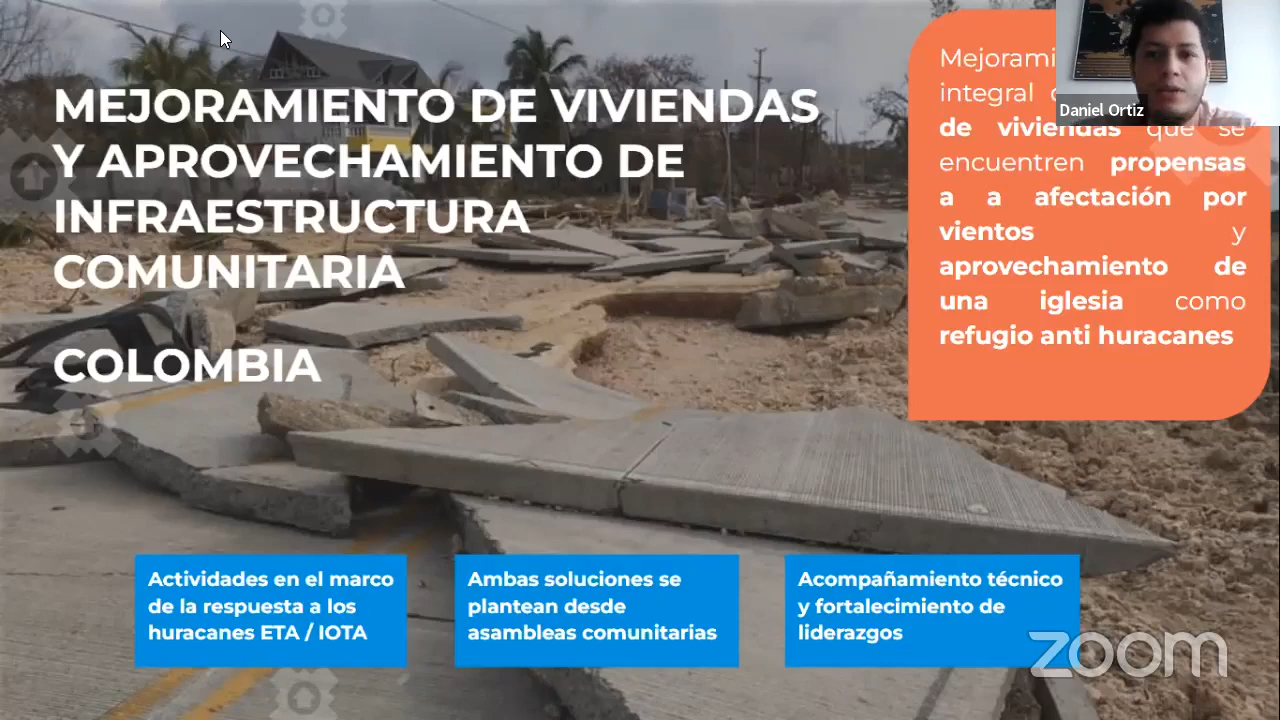 MEJORAMIENTO DE VIVIENDAS
Y APROVECHAMIENTO DE
INFRAESTRUCTURA
COMUNITARIA
COLOMBIA
integral
de viviendas que se
encuentren propensas
a a afectación por
vientos y
aprovechamiento de
una iglesia como
refugio anti huracanes
Daniel Ortiz
Actividades en el marco
de la respuesta a los
huracanes ETA / IOTA
Ambas soluciones se
plantean desde
asambleas comunitarias
Acompañamiento técnico
y fortalecimiento de
liderazgos
zoom